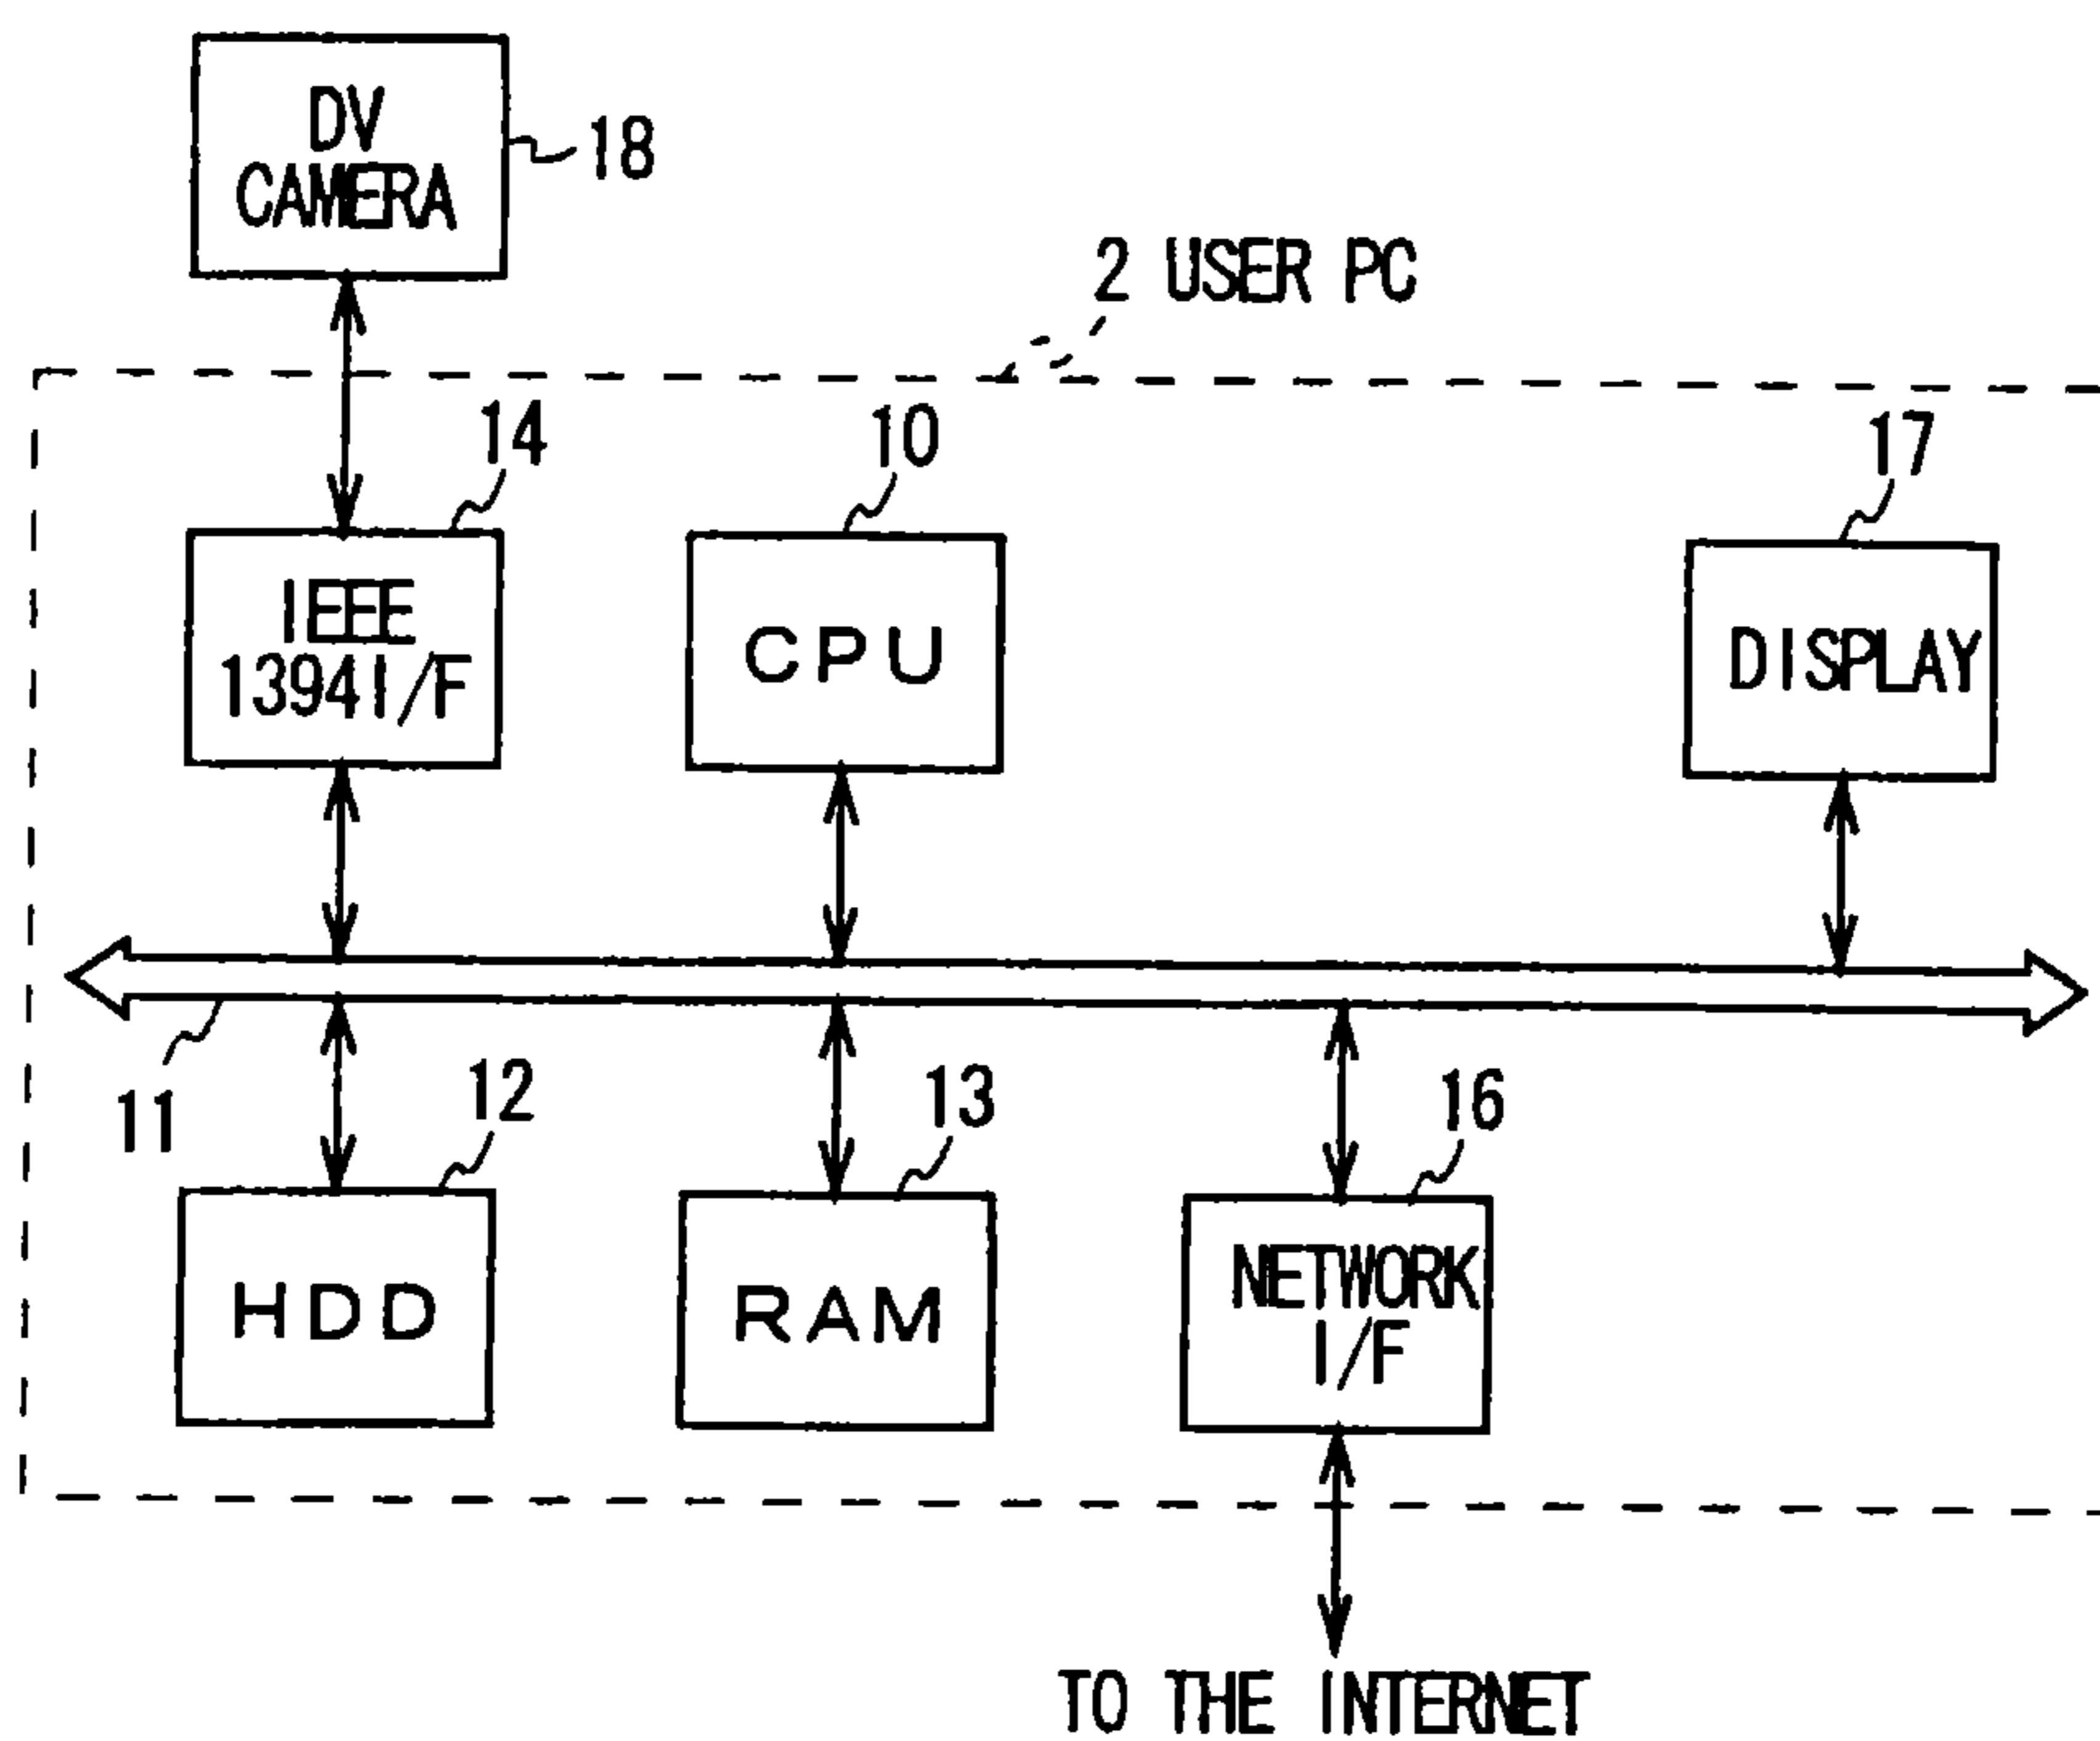 DV
CAMERA
18
2 USER PC
14
10
17
IEEE
1394I/F
CPU
DISPLAY
11
12
13
16
HDD
RAM
NETWORK
I/F
TO THE INTERNET